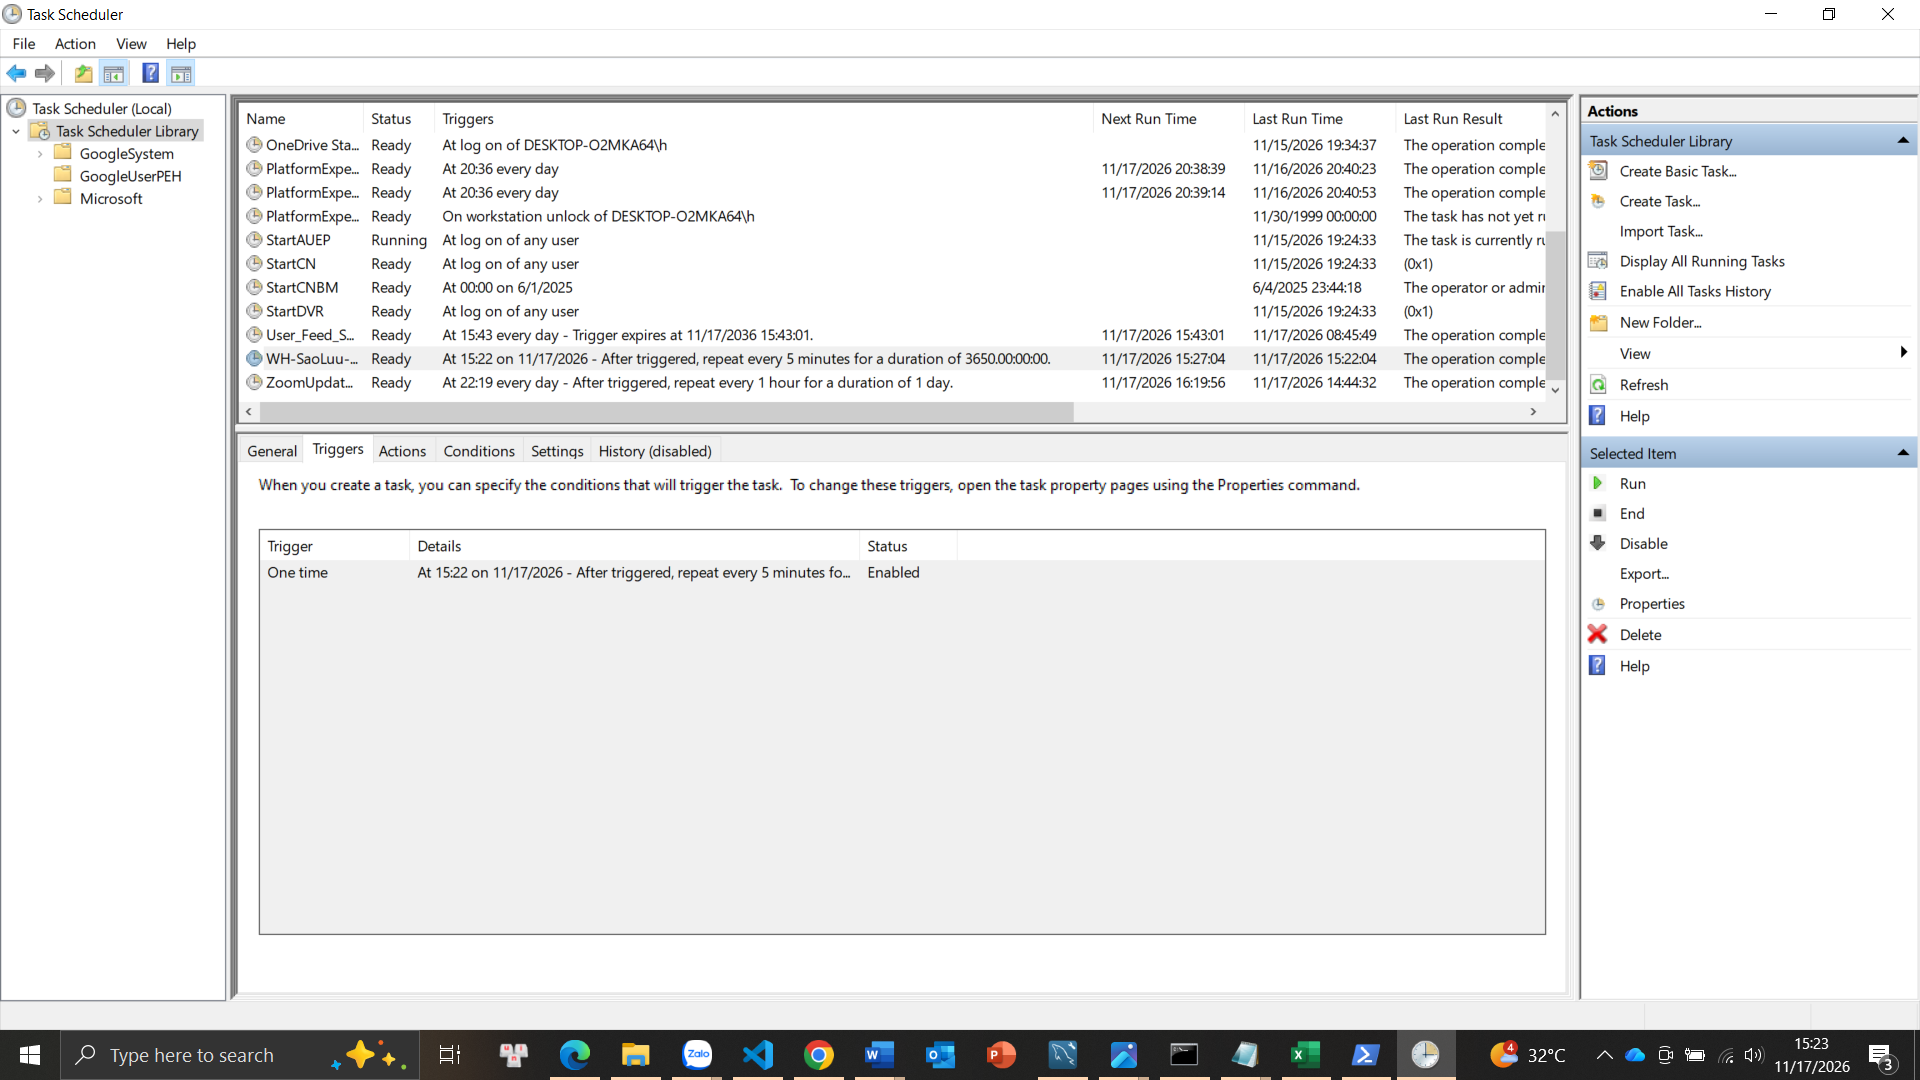 Task Scheduler
File Action View Help
Task Scheduler (Local)
Task Scheduler Library
GoogleSystem
GoogleUserPEH
Microsoft
Name Status Triggers Next Run Time Last Run Time Last Run Result
OneDrive Sta... Ready At log on of DESKTOP-O2MKA64\h 11/15/2026 19:34:37 The operation comple
PlatformExpe... Ready At 20:36 every day 11/17/2026 20:38:39 11/16/2026 20:40:23 The operation comple
PlatformExpe... Ready At 20:36 every day 11/17/2026 20:39:14 11/16/2026 20:40:53 The operation comple
PlatformExpe... Ready On workstation unlock of DESKTOP-O2MKA64\h 11/30/1999 00:00:00 The task has not yet ru
StartAUEP Running At log on of any user 11/15/2026 19:24:33 The task is currently ru
StartCN Ready At log on of any user 11/15/2026 19:24:33 (0x1)
StartCNBM Ready At 00:00 on 6/1/2025 6/4/2025 23:44:18 The operator or admin
StartDVR Ready At log on of any user 11/15/2026 19:24:33 (0x1)
User_Feed_S... Ready At 15:43 every day - Trigger expires at 11/17/2036 15:43:01. 11/17/2026 15:43:01 11/17/2026 08:45:49 The operation comple
WH-SaoLuu-... Ready At 15:22 on 11/17/2026 - After triggered, repeat every 5 minutes for a duration of 3650.00:00:00. 11/17/2026 15:27:04 11/17/2026 15:22:04 The operation comple
ZoomUpdat... Ready At 22:19 every day - After triggered, repeat every 1 hour for a duration of 1 day. 11/17/2026 16:19:56 11/17/2026 14:44:32 The operation comple
General Triggers Actions Conditions Settings History (disabled)
When you create a task, you can specify the conditions that will trigger the task. To change these triggers, open the task property pages using the Properties command.
Trigger Details Status
One time At 15:22 on 11/17/2026 - After triggered, repeat every 5 minutes fo... Enabled
Actions
Task Scheduler Library
Create Basic Task...
Create Task...
Import Task...
Display All Running Tasks
Enable All Tasks History
New Folder...
View
Refresh
Help
Selected Item
Run
End
Disable
Export...
Properties
Delete
Help
Type here to search
Zalo
4
32°C
15:23
11/17/2026
3